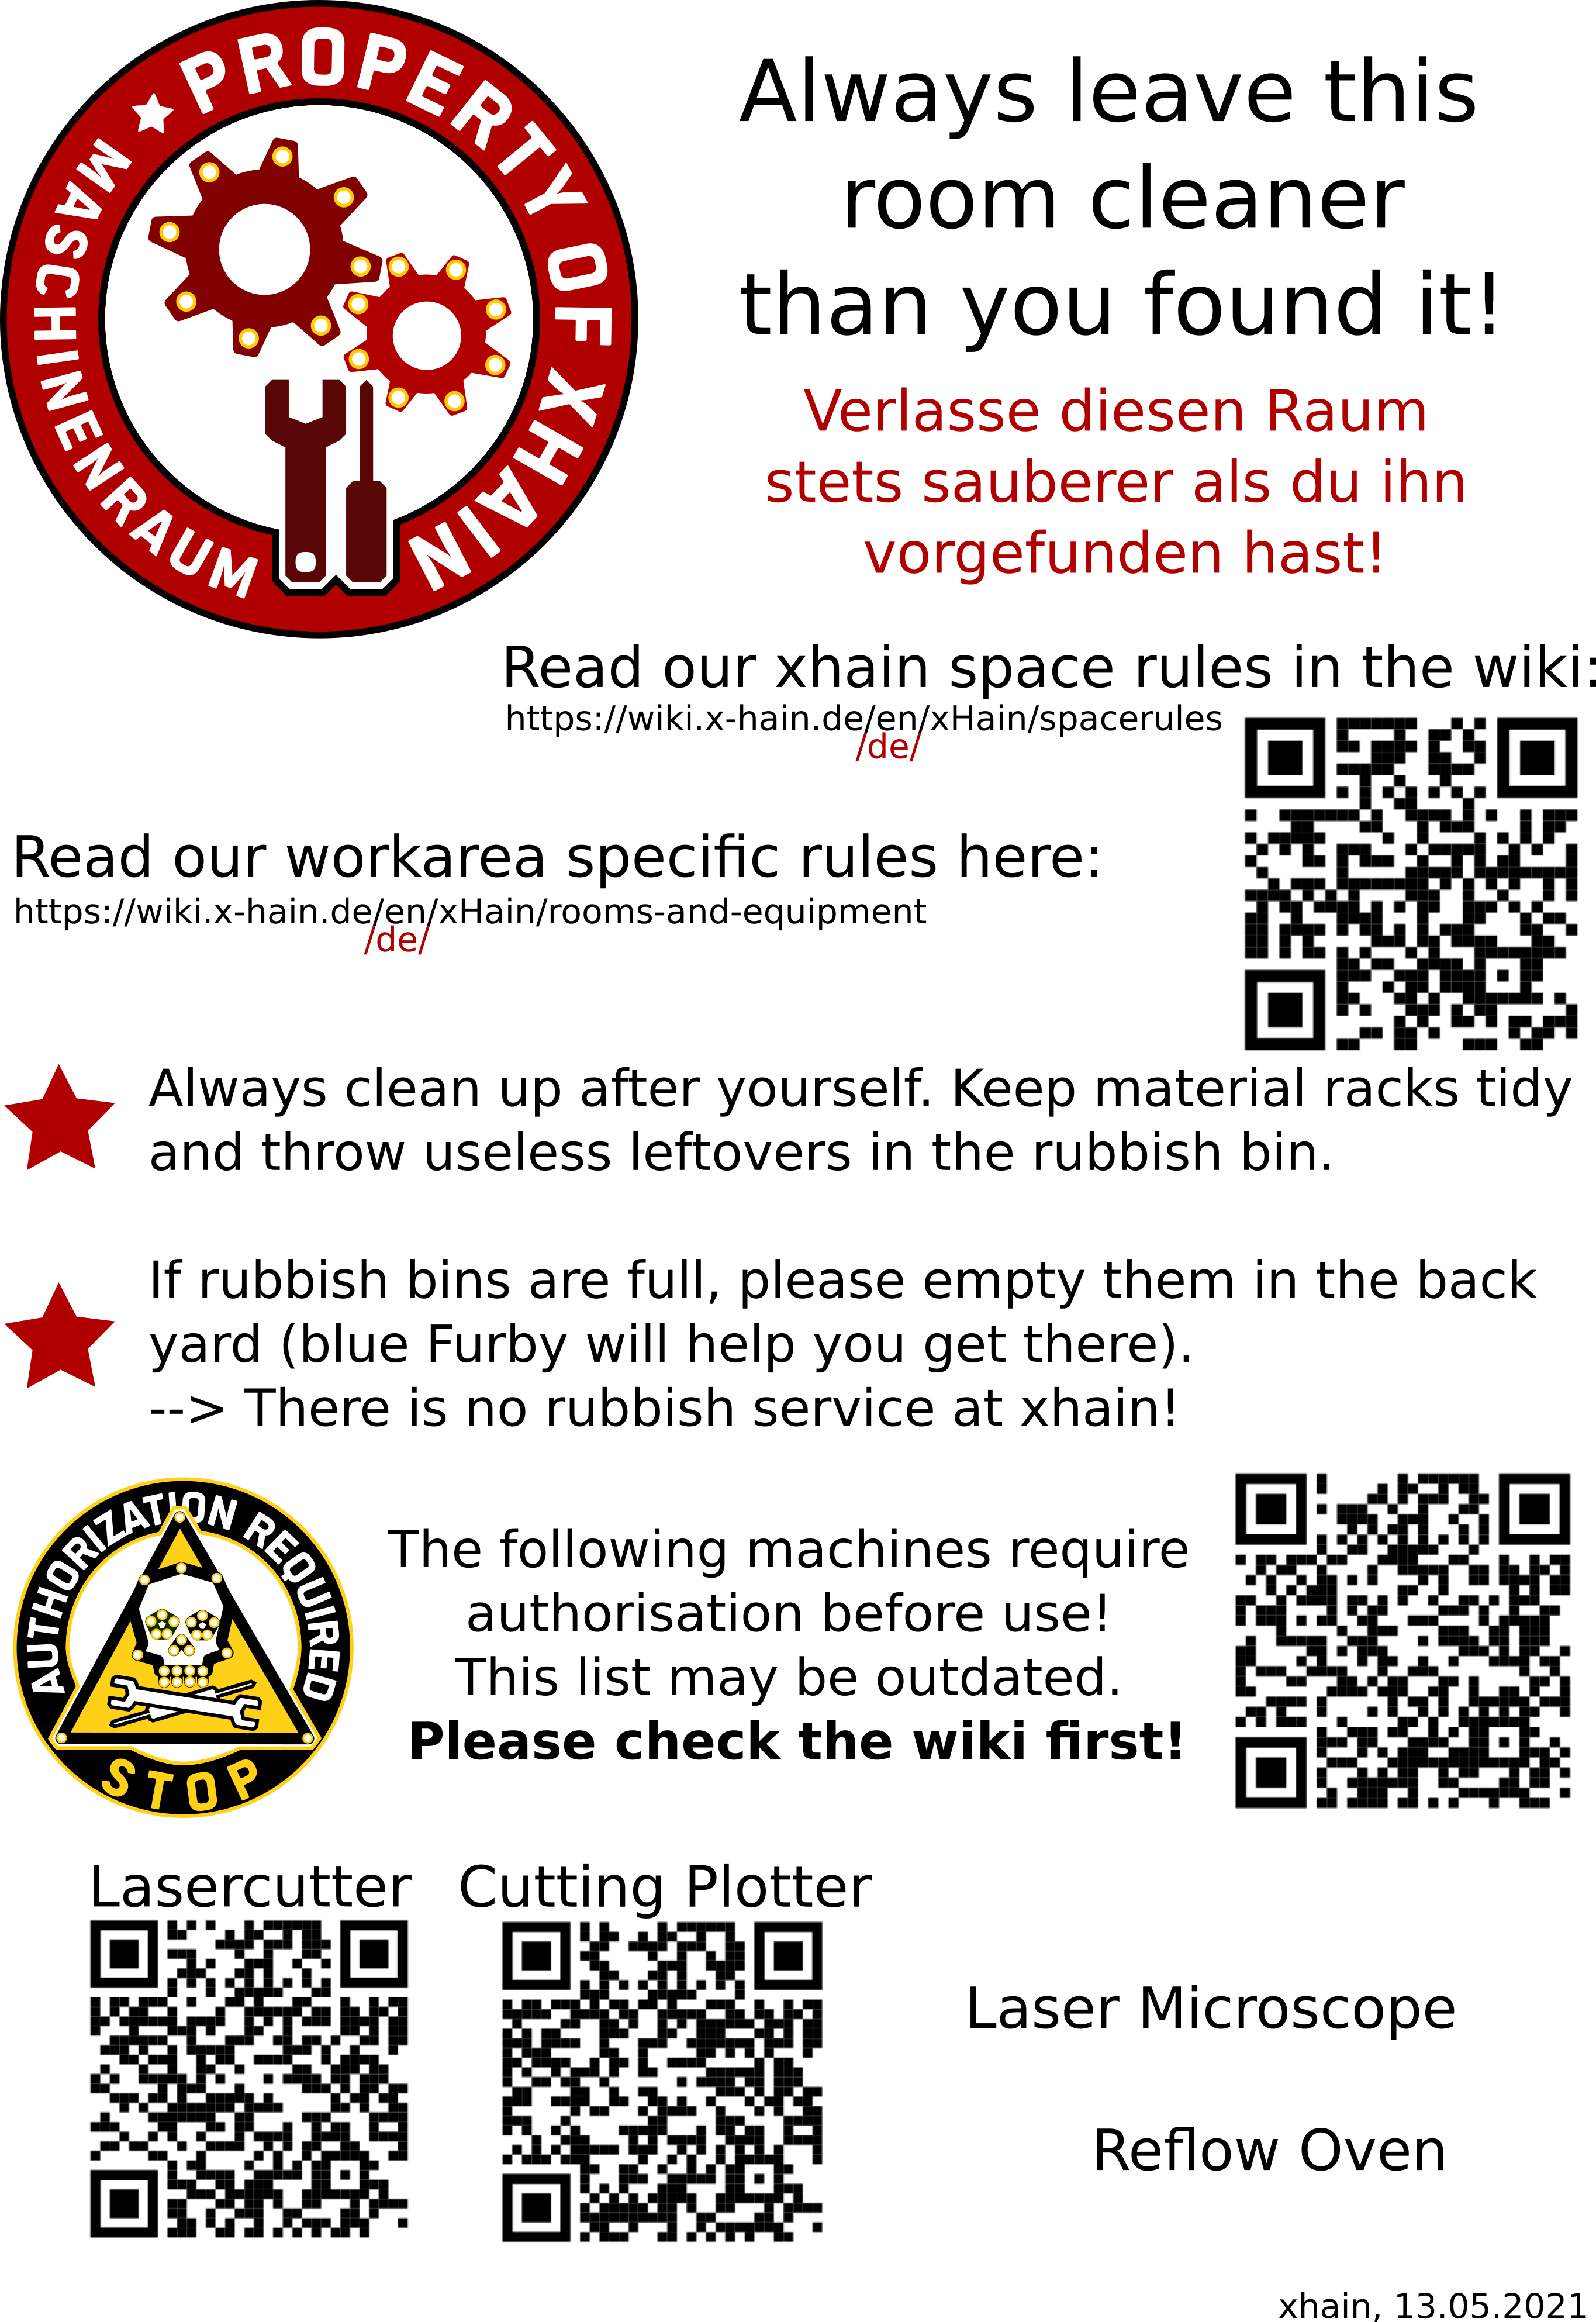 ★ PROPERTY OF XHAIN
MASCHINENRAUM
Always leave this
room cleaner
than you found it!
Verlasse diesen Raum
stets sauberer als du ihn
vorgefunden hast!
Read our xhain space rules in the wiki:
https://wiki.x-hain.de/en/xHain/spacerules
/de/
Read our workarea specific rules here:
https://wiki.x-hain.de/en/xHain/rooms-and-equipment
/de/
Always clean up after yourself. Keep material racks tidy
and throw useless leftovers in the rubbish bin.
If rubbish bins are full, please empty them in the back
yard (blue Furby will help you get there).
--> There is no rubbish service at xhain!
AUTHORIZATION REQUIRED
STOP
The following machines require
authorisation before use!
This list may be outdated.
Please check the wiki first!
Lasercutter
Cutting Plotter
Laser Microscope
Reflow Oven
xhain, 13.05.2021